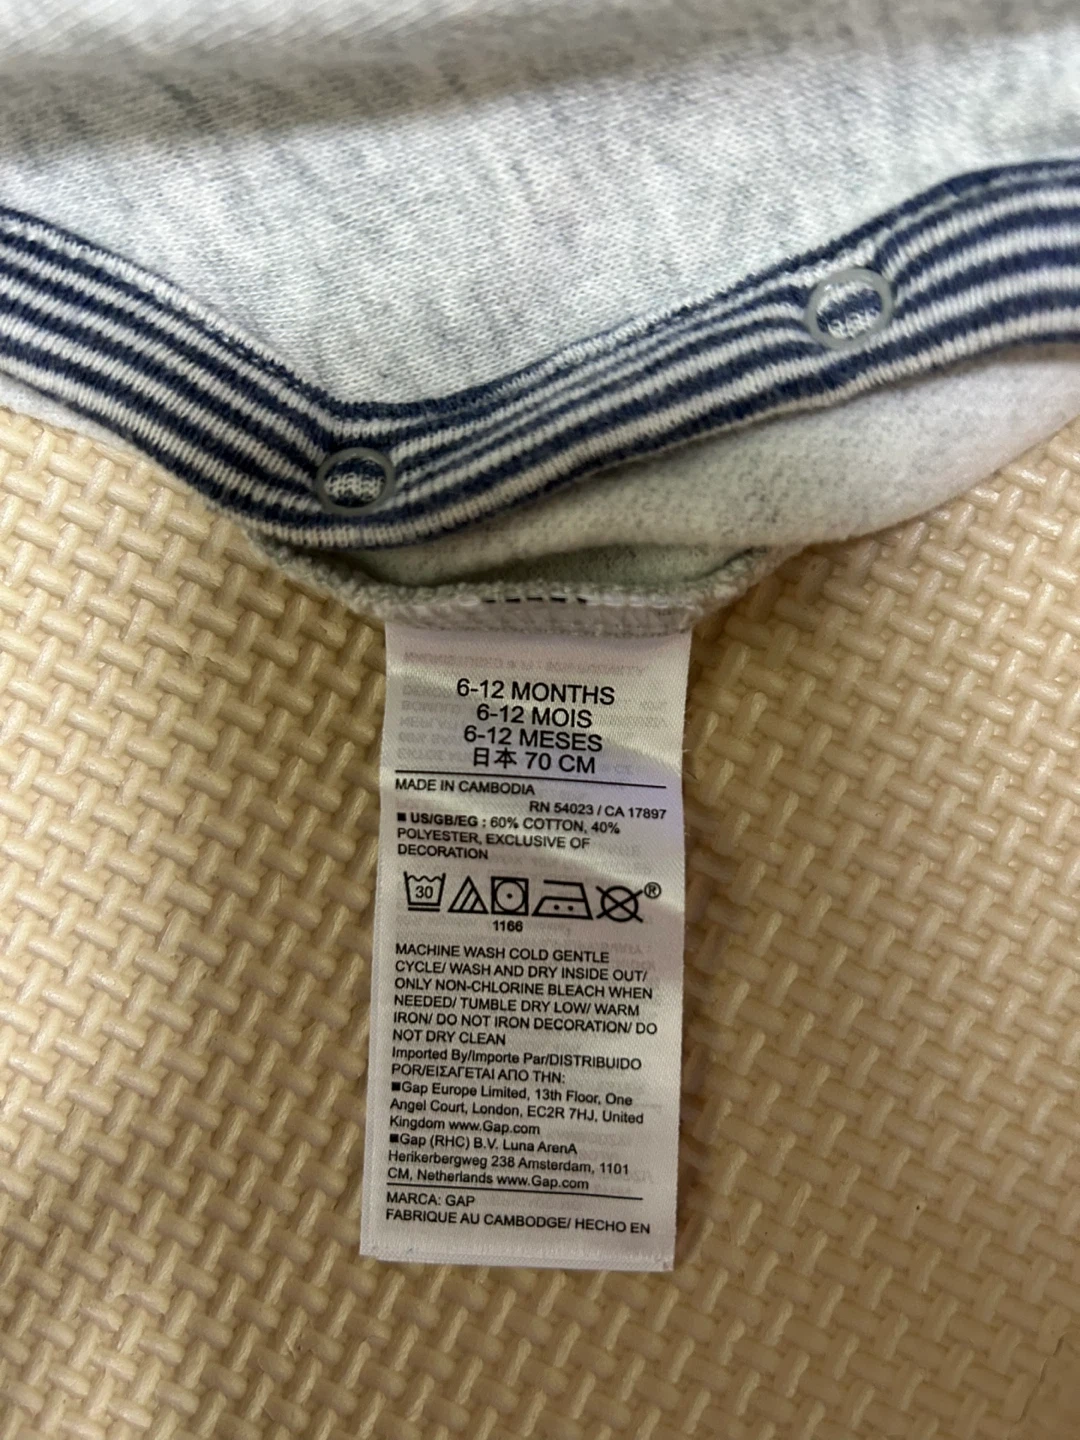 6-12 MONTHS
6-12 MOIS
6-12 MESES
日本 70 CM
MADE IN CAMBODIA
RN 54023 / CA 17897
■ US/GB/EG : 60% COTTON, 40%
POLYESTER, EXCLUSIVE OF
DECORATION
30
®
1166
MACHINE WASH COLD GENTLE
CYCLE/ WASH AND DRY INSIDE OUT/
ONLY NON-CHLORINE BLEACH WHEN
NEEDED/ TUMBLE DRY LOW/ WARM
IRON/ DO NOT IRON DECORATION/ DO
NOT DRY CLEAN
Imported By/Importe Par/DISTRIBUIDO
POR/ΕΙΣΑΓΕΤΑΙ ΑΠΟ ΤΗΝ:
■Gap Europe Limited, 13th Floor, One
Angel Court, London, EC2R 7HJ, United
Kingdom www.Gap.com
■Gap (RHC) B.V. Luna ArenA
Herikerbergweg 238 Amsterdam, 1101
CM, Netherlands www.Gap.com
MARCA: GAP
FABRIQUE AU CAMBODGE/ HECHO EN